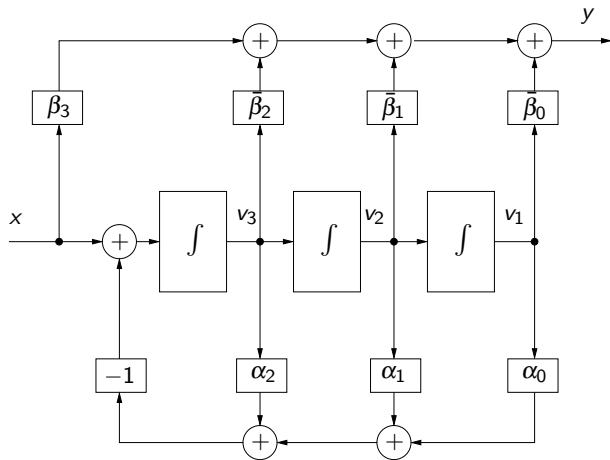 y
+ + +
β₃ β̄₂ β̄₁ β̄₀
x v₃ v₂ v₁
+ ∫ ∫ ∫
−1 α₂ α₁ α₀
+ +